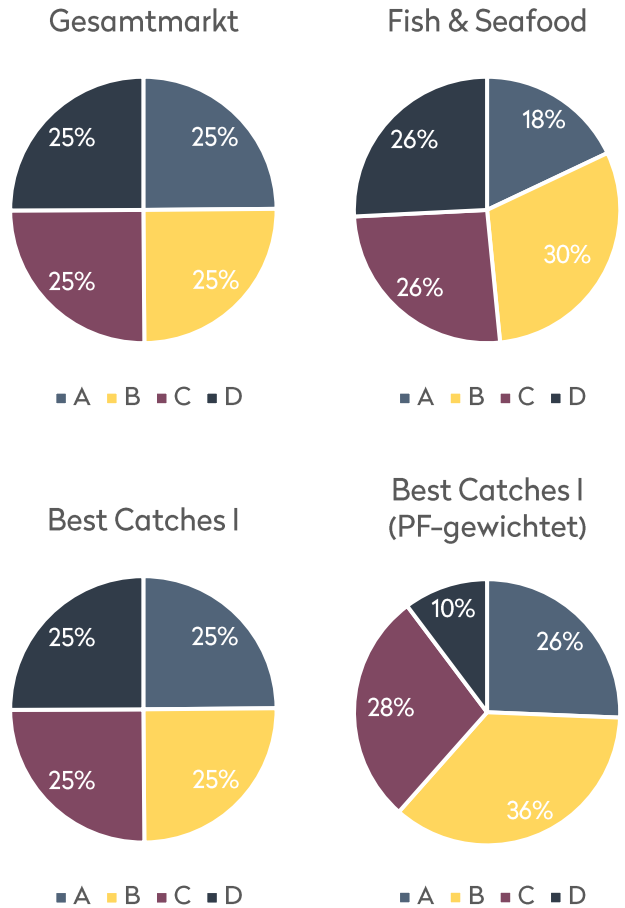 Gesamtmarkt
25%
25%
25%
25%
A B C D
Fish & Seafood
18%
26%
30%
26%
A B C D
Best Catches I
25%
25%
25%
25%
A B C D
Best Catches I
(PF-gewichtet)
10%
26%
28%
36%
A B C D